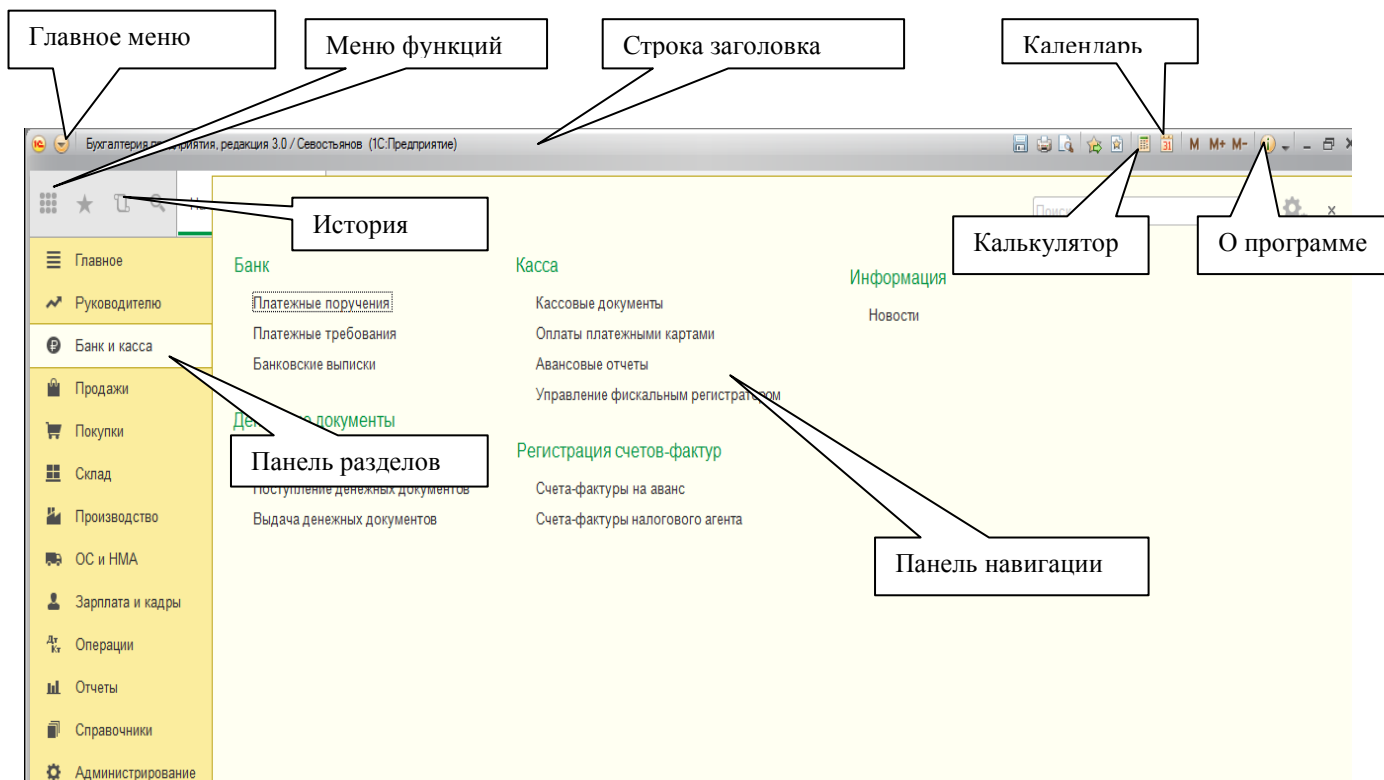 Главное меню
Меню функций
Строка заголовка
Календарь
1С
Бухгалтерия предприятия, редакция 3.0 / Севостьянов (1С:Предприятие)
31 M M+ M-
История
Калькулятор
О программе
Главное
Руководителю
Банк и касса
Продажи
Покупки
Склад
Производство
ОС и НМА
Зарплата и кадры
Дт Кт Операции
Отчеты
Справочники
Администрирование
Банк
Платежные поручения
Платежные требования
Банковские выписки
документы
Панель разделов
Поступление денежных документов
Выдача денежных документов
Касса
Кассовые документы
Оплаты платежными картами
Авансовые отчеты
Управление фискальным регистратором
Регистрация счетов-фактур
Счета-фактуры на аванс
Счета-фактуры налогового агента
Информация
Новости
Панель навигации